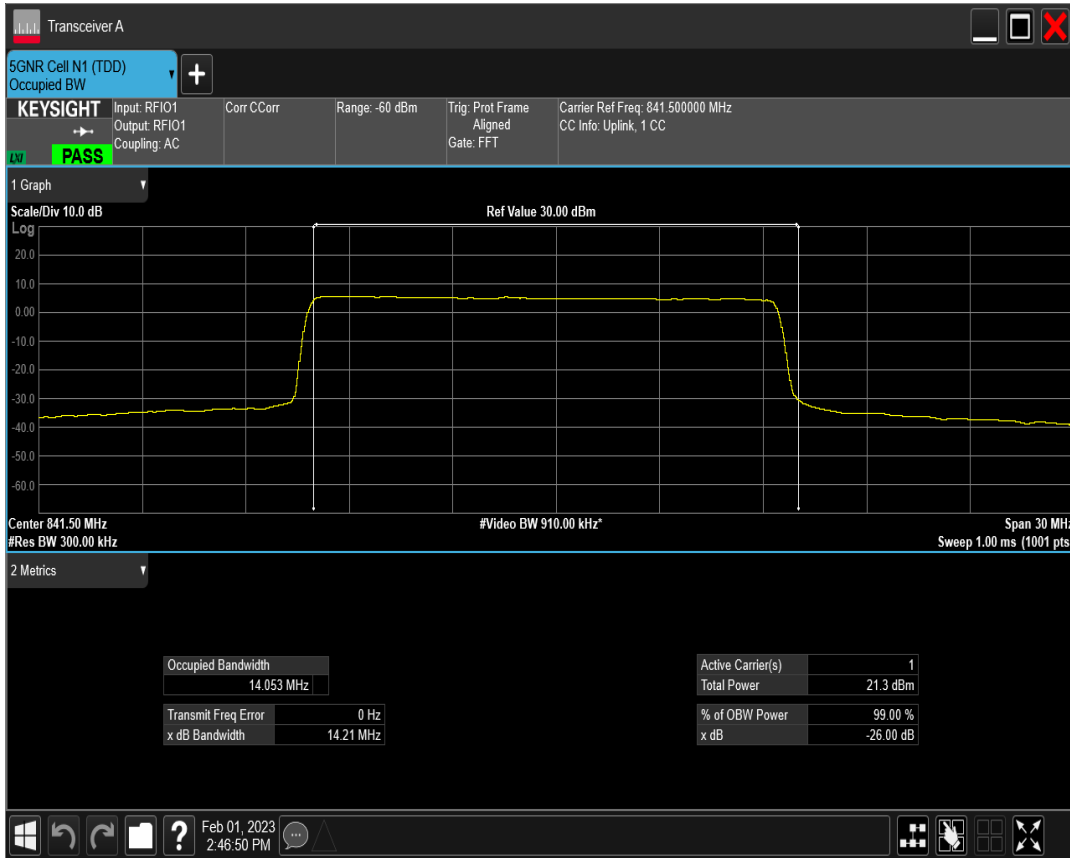 Transceiver A
5GNR Cell N1 (TDD)
Occupied BW
KEYSIGHT
LXI
PASS
Input: RFIO1
Output: RFIO1
Coupling: AC
Corr CCorr
Range: -60 dBm
Trig: Prot Frame
Aligned
Gate: FFT
Carrier Ref Freq: 841.500000 MHz
CC Info: Uplink, 1 CC
1 Graph
Scale/Div 10.0 dB
Ref Value 30.00 dBm
Log
20.0
10.0
0.00
-10.0
-20.0
-30.0
-40.0
-50.0
-60.0
Center 841.50 MHz
#Video BW 910.00 kHz*
Span 30 MHz
#Res BW 300.00 kHz
Sweep 1.00 ms (1001 pts
2 Metrics
Occupied Bandwidth
14.053 MHz
Transmit Freq Error 0 Hz
x dB Bandwidth 14.21 MHz
Active Carrier(s) 1
Total Power 21.3 dBm
% of OBW Power 99.00 %
x dB -26.00 dB
?
Feb 01, 2023
2:46:50 PM